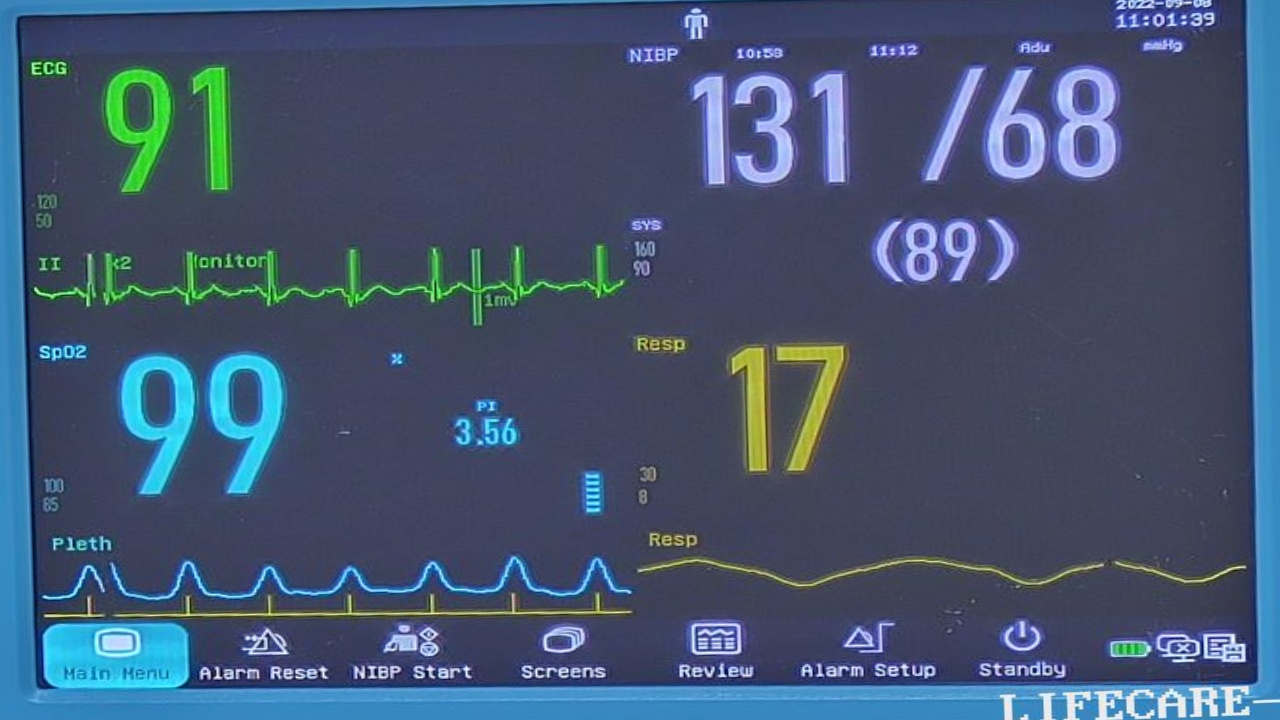 2022-09-08
11:01:39
ECG
91
120
50
NIBP 10:59 11:12 Adu mmHg
131 /68
(89)
SYS
160
90
II x2 Monitor
1mV
SpO2 %
99
PI
3.56
100
85
Resp
17
30
8
Pleth
Resp
Main Menu Alarm Reset NIBP Start Screens Review Alarm Setup Standby
LIFECARE